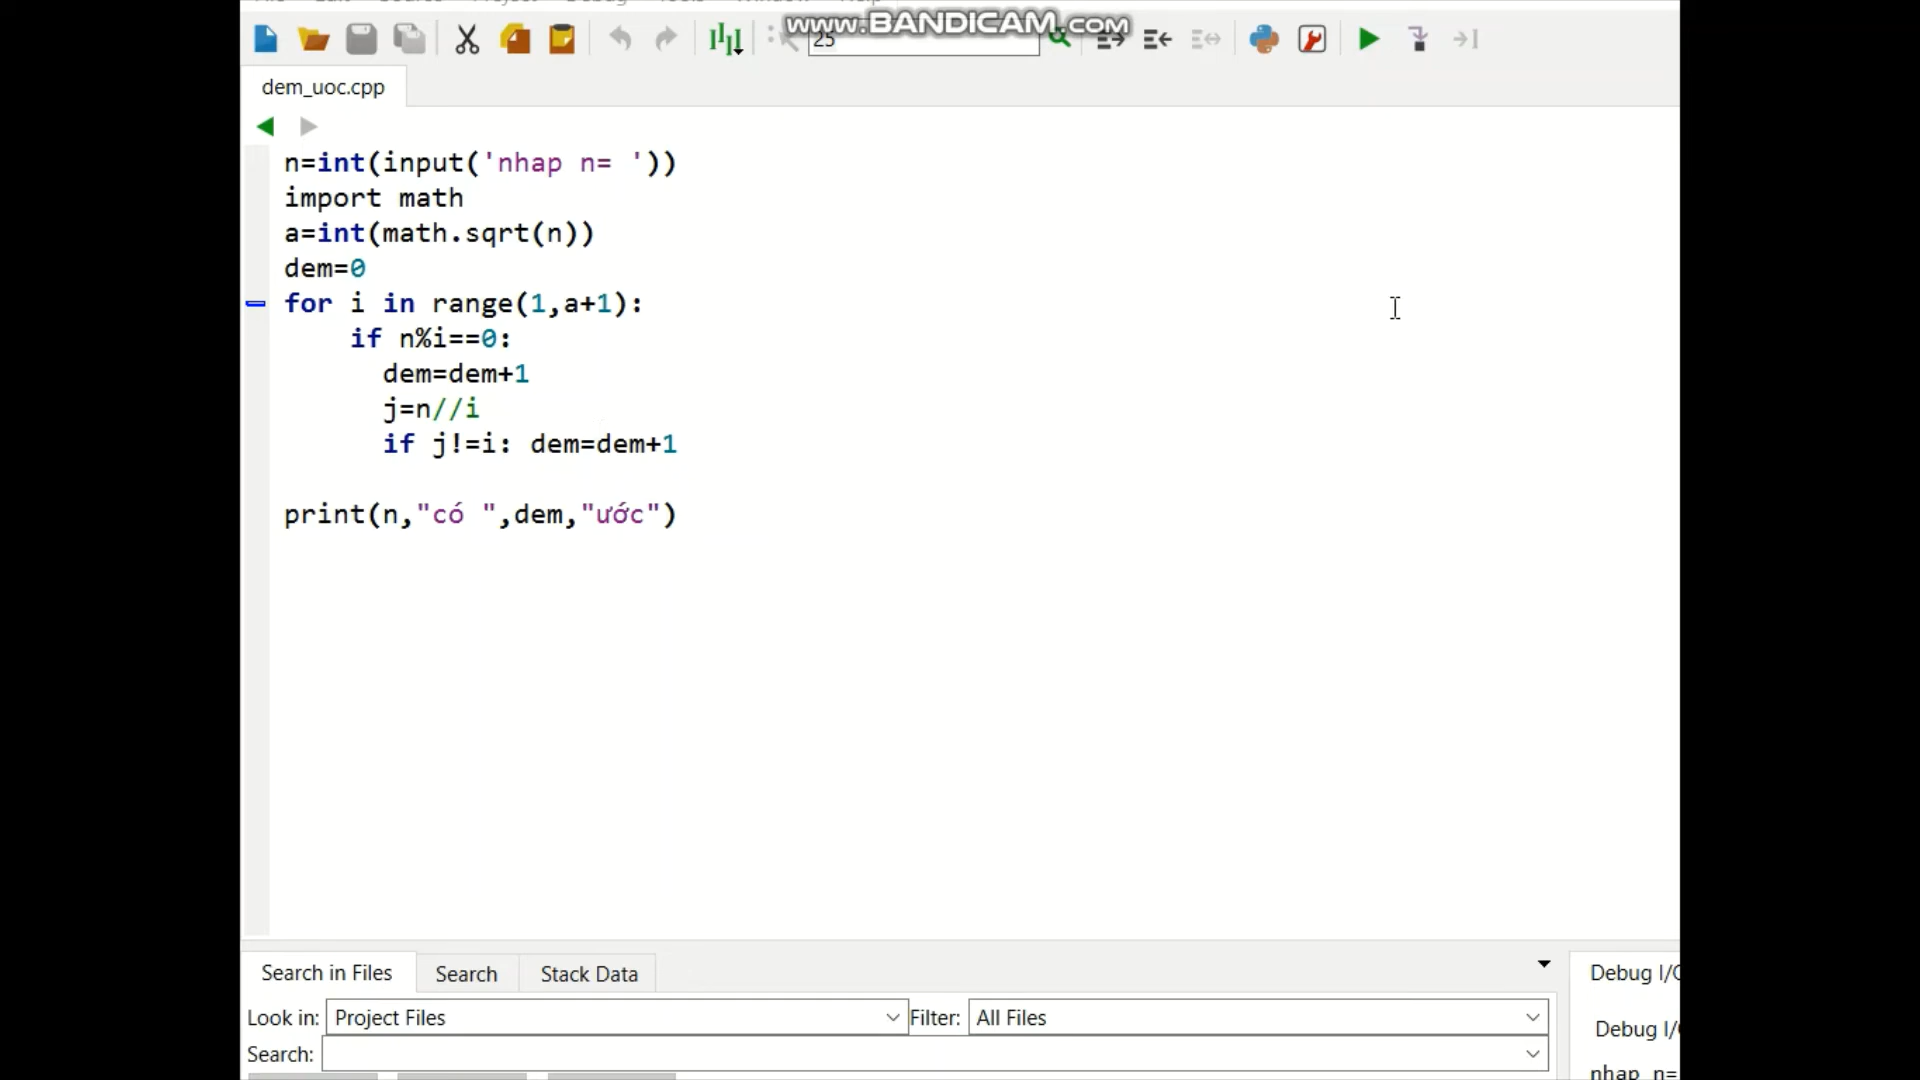 www.BANDICAM.com
25
dem_uoc.cpp
n=int(input('nhap n= '))
import math
a=int(math.sqrt(n))
dem=0
for i in range(1,a+1):
if n%i==0:
dem=dem+1
j=n//i
if j!=i: dem=dem+1
print(n,"có ",dem,"ước")
Search in Files
Search
Stack Data
Debug I/
Look in:
Project Files
Filter:
All Files
Debug I/
Search:
nhap n=